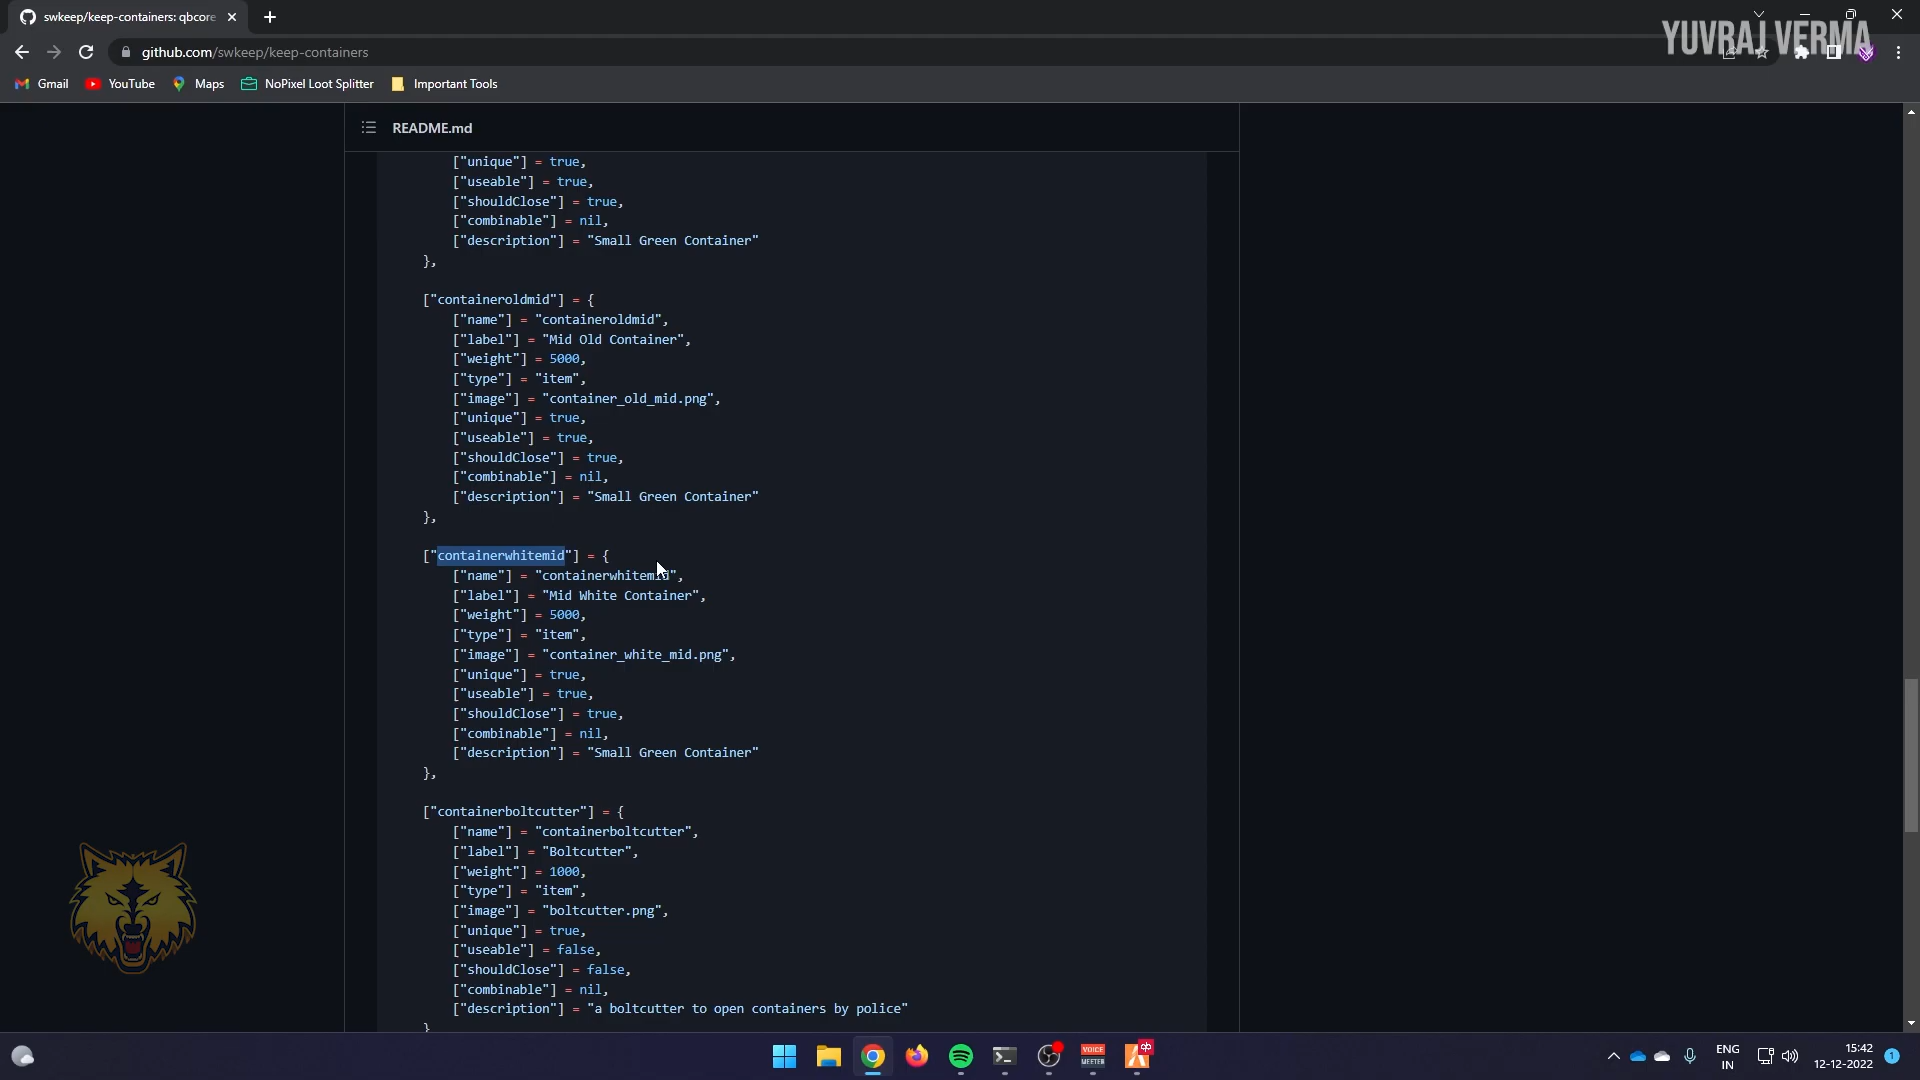 swkeep/keep-containers: qbcore
YUVRAJ VERMA
github.com/swkeep/keep-containers
Gmail
YouTube
Maps
NoPixel Loot Splitter
Important Tools
README.md
["unique"] = true,
["useable"] = true,
["shouldClose"] = true,
["combinable"] = nil,
["description"] = "Small Green Container"
},
["containeroldmid"] = {
["name"] = "containeroldmid",
["label"] = "Mid Old Container",
["weight"] = 5000,
["type"] = "item",
["image"] = "container_old_mid.png",
["unique"] = true,
["useable"] = true,
["shouldClose"] = true,
["combinable"] = nil,
["description"] = "Small Green Container"
},
["containerwhitemid"] = {
["name"] = "containerwhitemid",
["label"] = "Mid White Container",
["weight"] = 5000,
["type"] = "item",
["image"] = "container_white_mid.png",
["unique"] = true,
["useable"] = true,
["shouldClose"] = true,
["combinable"] = nil,
["description"] = "Small Green Container"
},
["containerboltcutter"] = {
["name"] = "containerboltcutter",
["label"] = "Boltcutter",
["weight"] = 1000,
["type"] = "item",
["image"] = "boltcutter.png",
["unique"] = true,
["useable"] = false,
["shouldClose"] = false,
["combinable"] = nil,
["description"] = "a boltcutter to open containers by police"
}
VOICE
MEETER
ENG
IN
15:42
12-12-2022
1